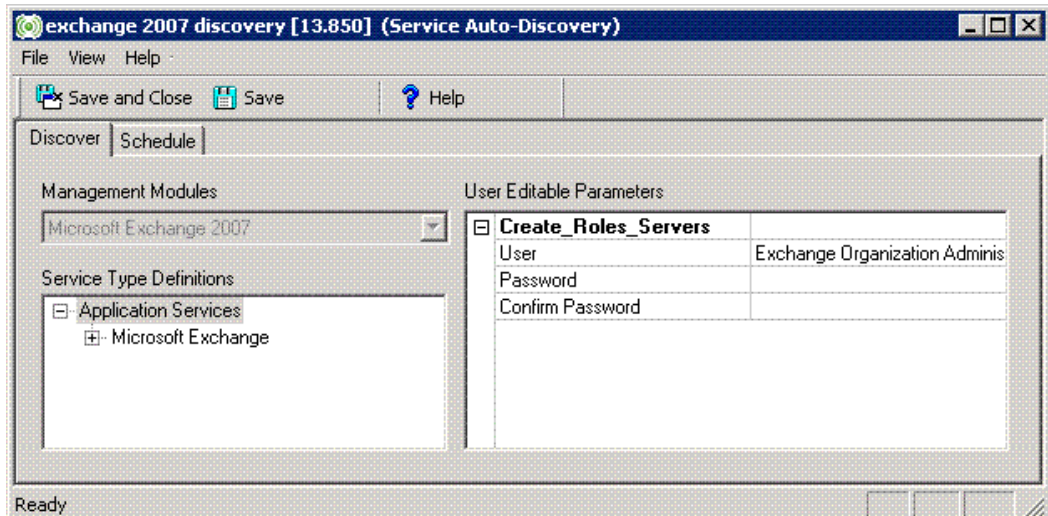 exchange 2007 discovery [13.850] (Service Auto-Discovery)
File View Help
Save and Close Save Help
Discover Schedule
Management Modules
Microsoft Exchange 2007
Service Type Definitions
Application Services
Microsoft Exchange
User Editable Parameters
Create_Roles_Servers
User Exchange Organization Adminis
Password
Confirm Password
Ready